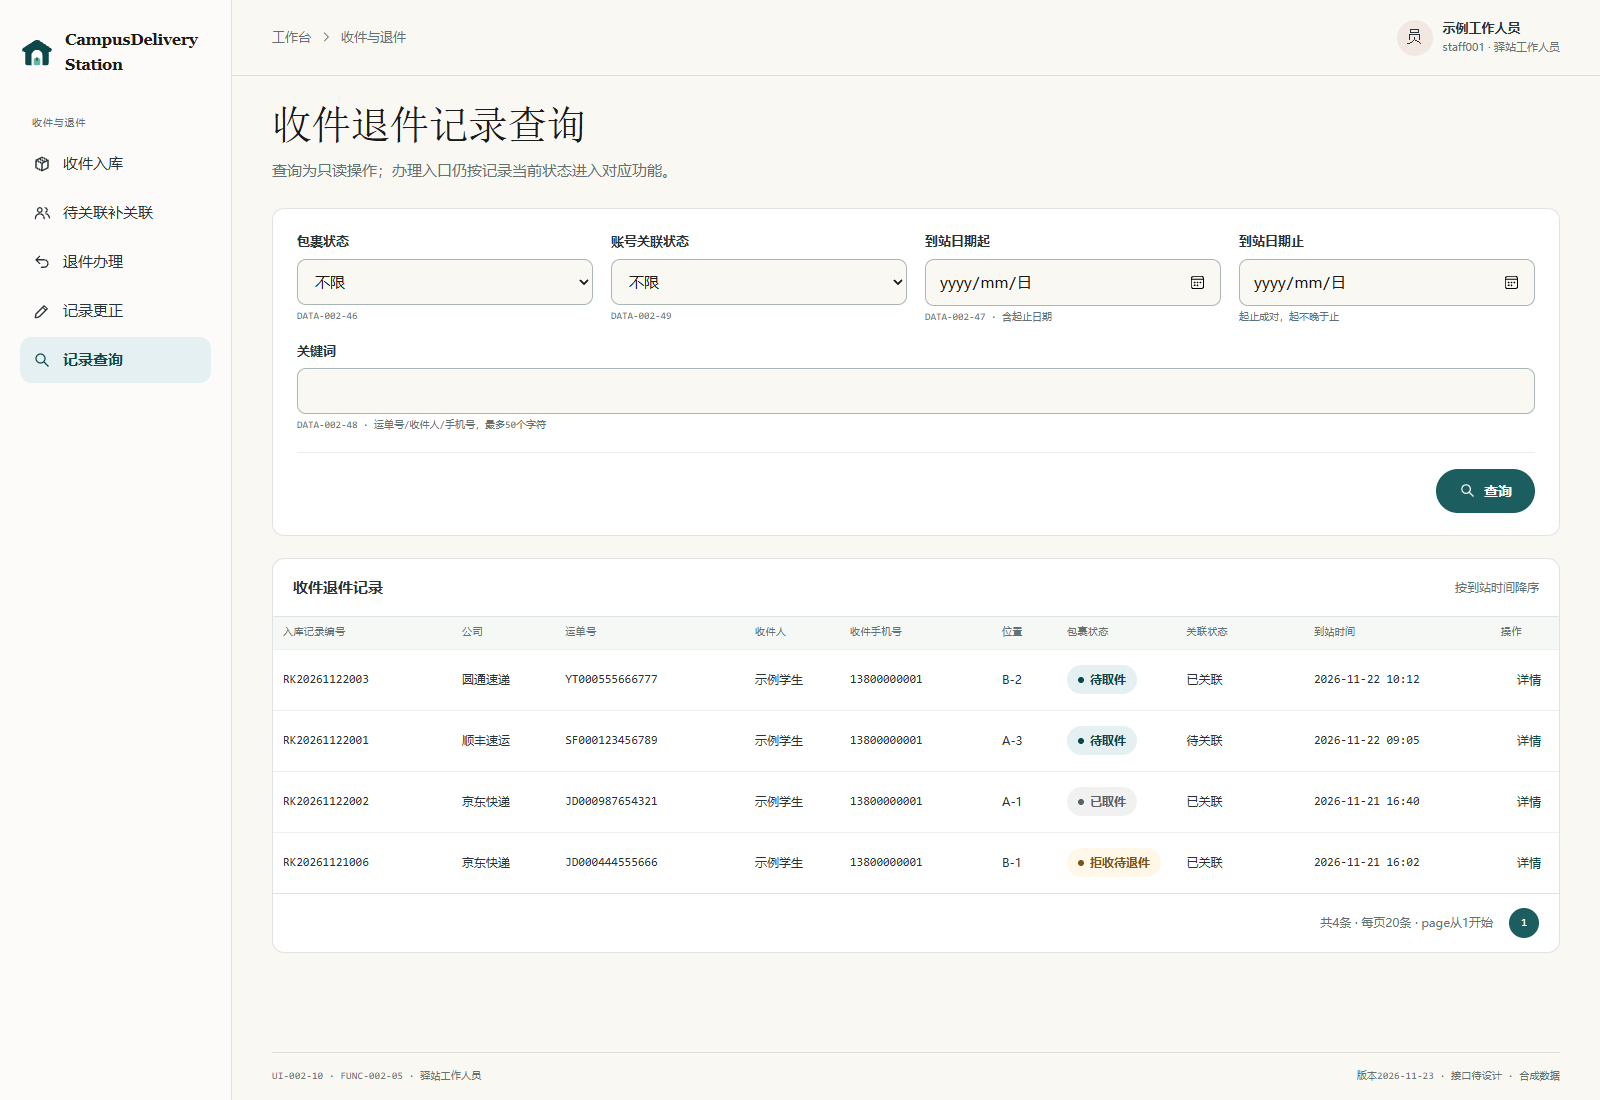 CampusDelivery
Station
收件与退件
收件入库
待关联补关联
退件办理
记录更正
记录查询
工作台 > 收件与退件
员
示例工作人员
staff001 · 驿站工作人员
收件退件记录查询
查询为只读操作；办理入口仍按记录当前状态进入对应功能。
包裹状态 账号关联状态 到站日期起 到站日期止
不限 不限 yyyy/mm/日 yyyy/mm/日
DATA-002-46 DATA-002-49 DATA-002-47 · 含起止日期 起止成对，起不晚于止
关键词
DATA-002-48 · 运单号/收件人/手机号，最多50个字符
查询
收件退件记录 按到站时间降序
入库记录编号 公司 运单号 收件人 收件手机号 位置 包裹状态 关联状态 到站时间 操作
RK20261122003 圆通速递 YT000555666777 示例学生 13800000001 B-2 待取件 已关联 2026-11-22 10:12 详情
RK20261122001 顺丰速运 SF000123456789 示例学生 13800000001 A-3 待取件 待关联 2026-11-22 09:05 详情
RK20261122002 京东快递 JD000987654321 示例学生 13800000001 A-1 已取件 已关联 2026-11-21 16:40 详情
RK20261121006 京东快递 JD000444555666 示例学生 13800000001 B-1 拒收待退件 已关联 2026-11-21 16:02 详情
共4条 · 每页20条 · page从1开始 1
UI-002-10 · FUNC-002-05 · 驿站工作人员 版本2026-11-23 · 接口待设计 · 合成数据